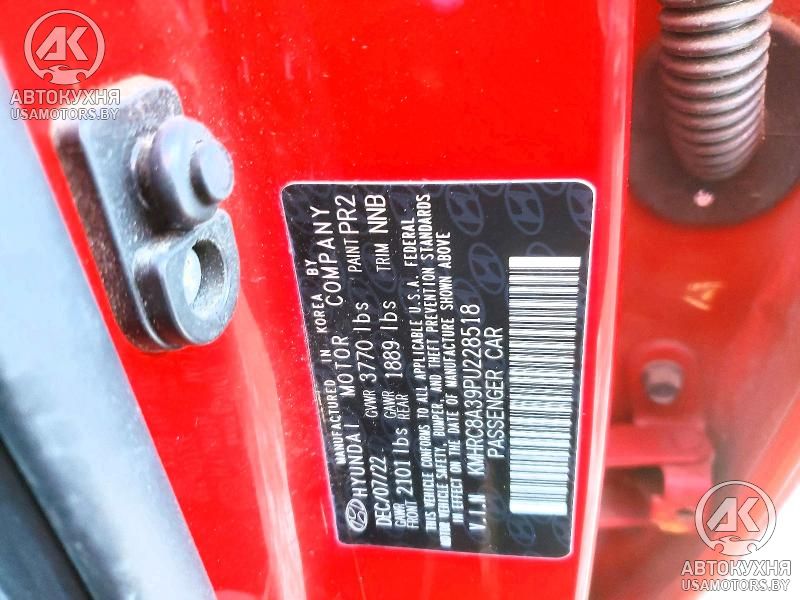 AK
АВТОКУХНЯ
USAMOTORS.BY
MANUFACTURED IN KOREA BY
HYUNDAI MOTOR COMPANY
DEC/07/22 GVWR 3770 lbs PAINT PR2
GAWR FRONT 2101 lbs GAWR REAR 1889 lbs TRIM NNB
THIS VEHICLE CONFORMS TO ALL APPLICABLE U.S.A. FEDERAL
MOTOR VEHICLE SAFETY, BUMPER, AND THEFT PREVENTION STANDARDS
IN EFFECT ON THE DATE OF MANUFACTURE SHOWN ABOVE
V.I.N KMHRC8A39PU228518
PASSENGER CAR
AK
АВТОКУХНЯ
USAMOTORS.BY